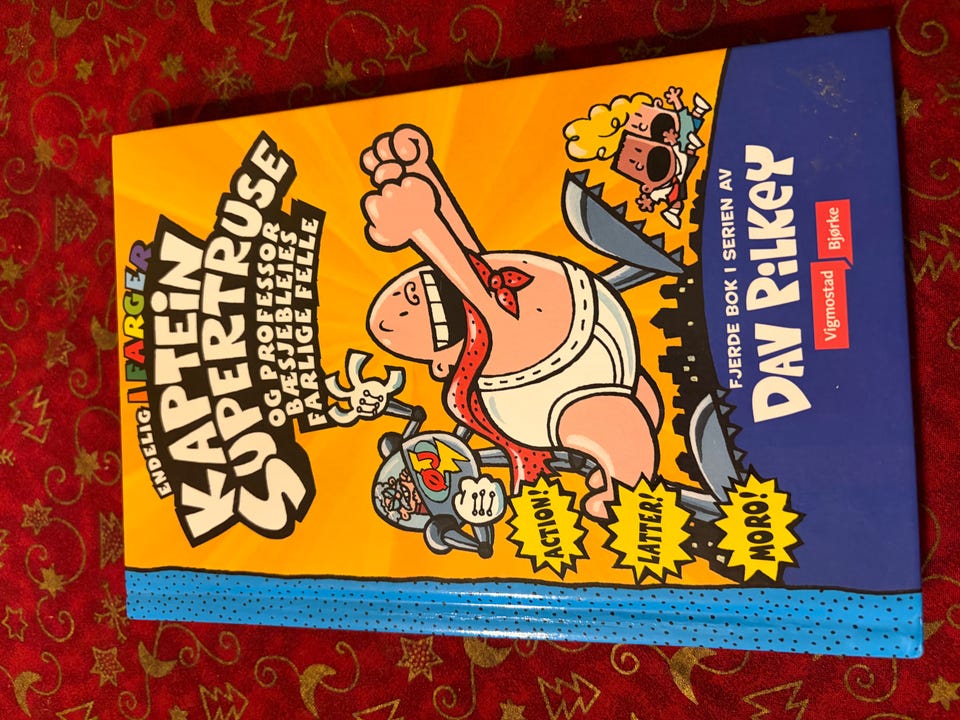 ENDELIG I FARGER
KAPTEIN
SUPERTRUSE
OG PROFESSOR
BÆSJEBLEIES
FARLIGE FELLE
ACTION!
LATTER!
MORO!
FJERDE BOK I SERIEN AV
DAV PILKEY
Vigmostad
Bjørke